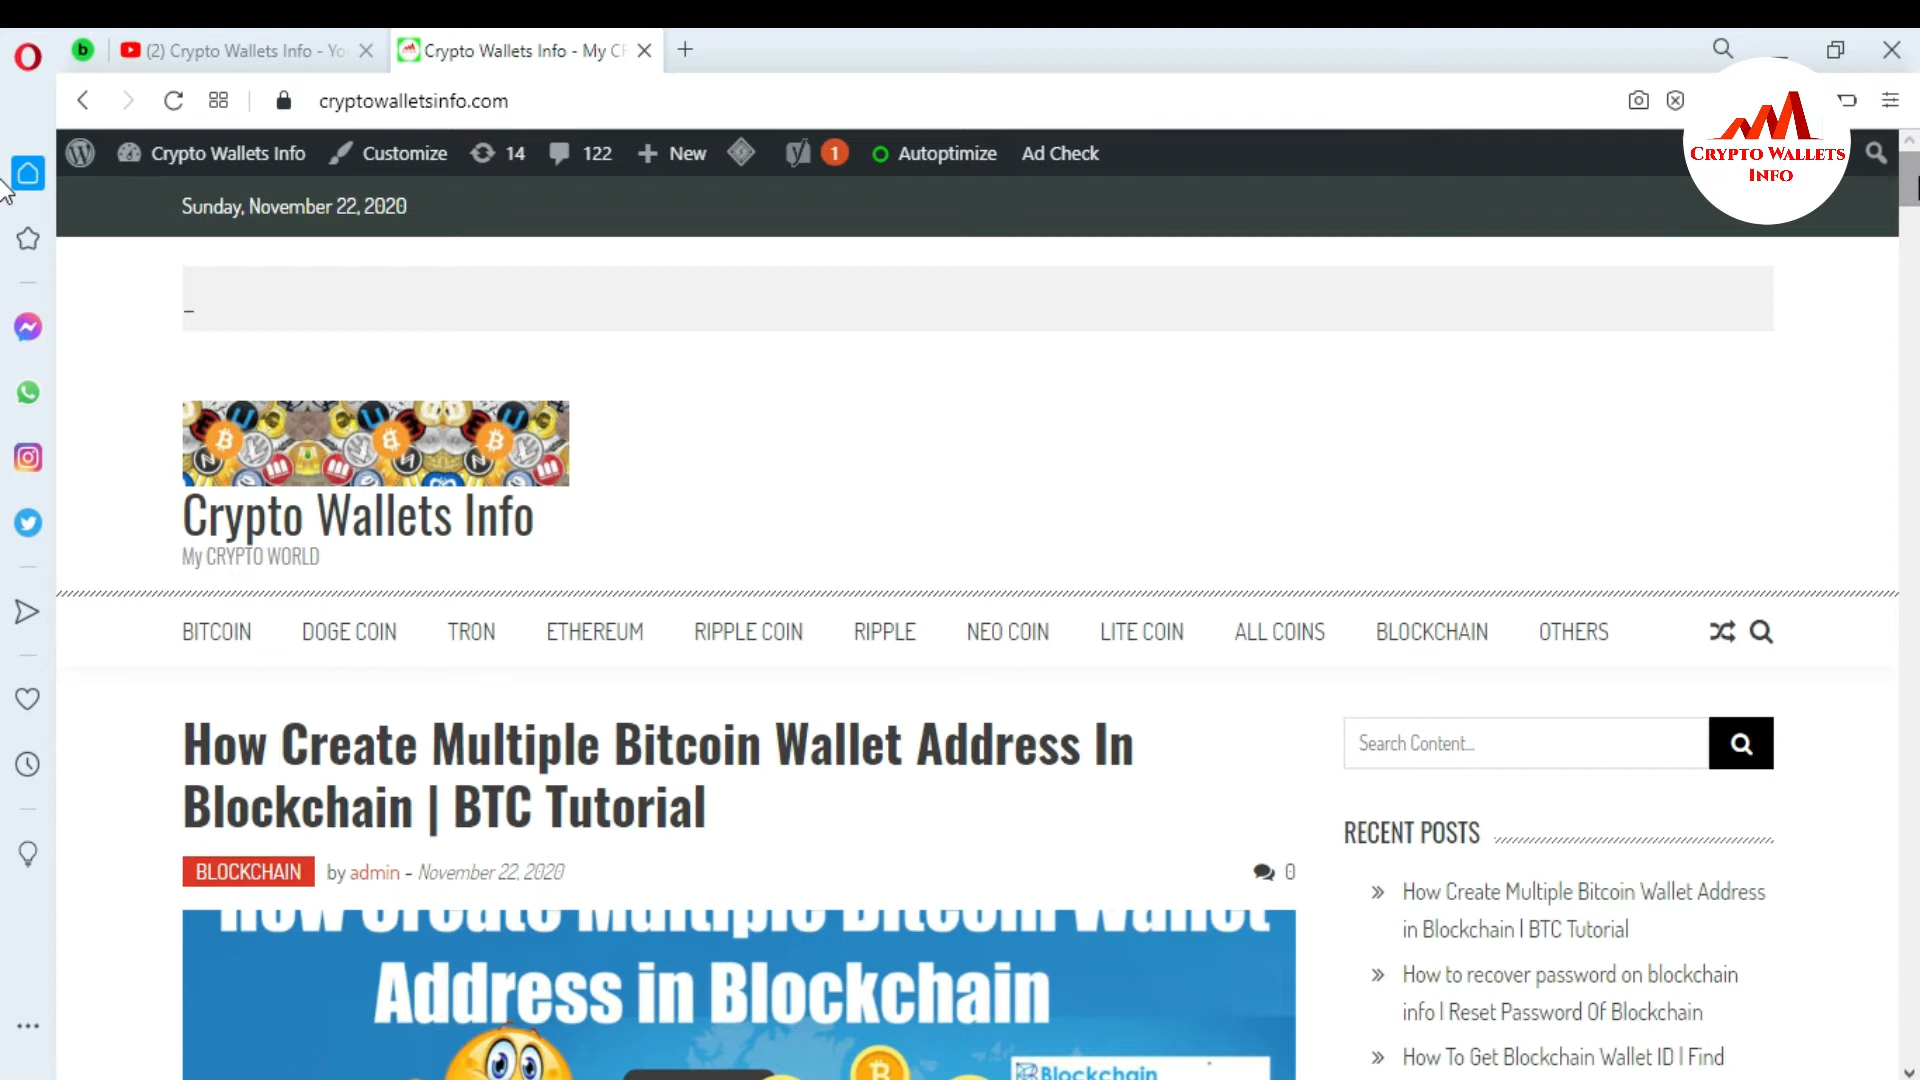 (2) Crypto Wallets Info - Yo
Crypto Wallets Info - My C
cryptowalletsinfo.com
Crypto Wallets Info
Customize
14
122
New
1
Autoptimize
Ad Check
CRYPTO WALLETS
INFO
Sunday, November 22, 2020
Crypto Wallets Info
My CRYPTO WORLD
BITCOIN
DOGE COIN
TRON
ETHEREUM
RIPPLE COIN
RIPPLE
NEO COIN
LITE COIN
ALL COINS
BLOCKCHAIN
OTHERS
How Create Multiple Bitcoin Wallet Address In
Blockchain | BTC Tutorial
BLOCKCHAIN by admin - November 22, 2020
0
How Create Multiple Bitcoin Wallet
Address in Blockchain
Blockchain
Search Content...
RECENT POSTS
» How Create Multiple Bitcoin Wallet Address
in Blockchain | BTC Tutorial
» How to recover password on blockchain
info | Reset Password Of Blockchain
» How To Get Blockchain Wallet ID | Find